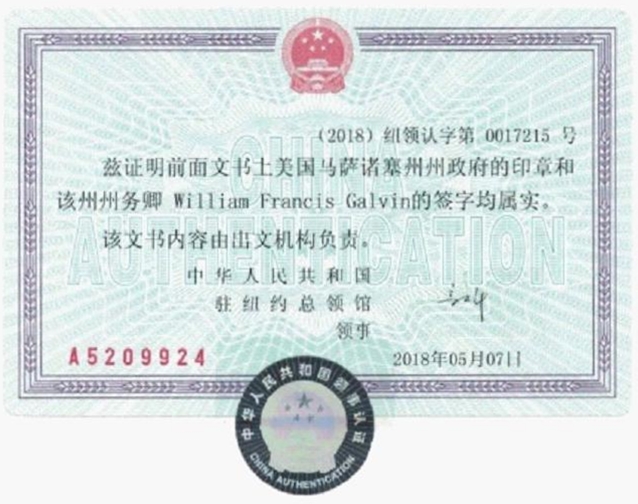 CHINA
AUTHENTICATION
（2018）纽领认字第 0017215 号
兹证明前面文书上美国马萨诸塞州州政府的印章和
该州州务卿 William Francis Galvin的签字均属实。
该文书内容由出文机构负责。
中华人民共和国
驻纽约总领馆
领事
A5209924
2018年05月07日
中华人民共和国领事认证
CHINA AUTHENTICATION